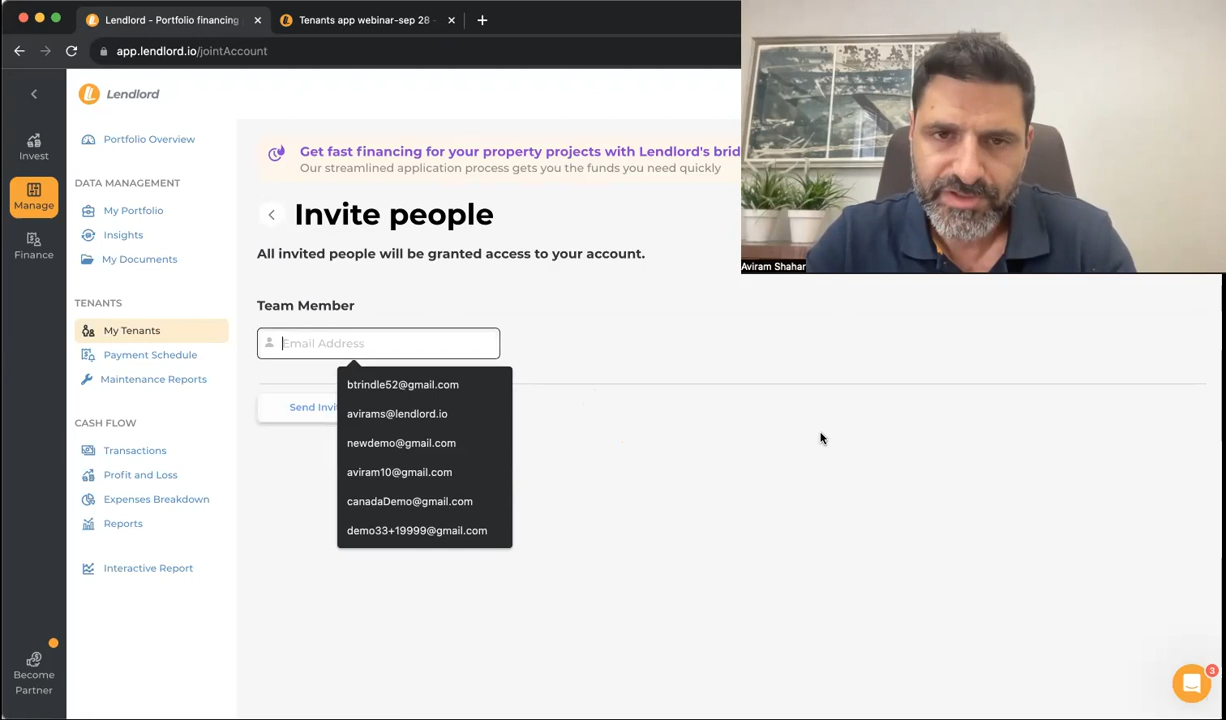 Lendlord - Portfolio financing
Tenants app webinar-sep 28
app.lendlord.io/jointAccount
Invest
Manage
Finance
Become
Partner
Lendlord
Portfolio Overview
DATA MANAGEMENT
My Portfolio
Insights
My Documents
TENANTS
My Tenants
Payment Schedule
Maintenance Reports
CASH FLOW
Transactions
Profit and Loss
Expenses Breakdown
Reports
Interactive Report
Get fast financing for your property projects with Lendlord's brid
Our streamlined application process gets you the funds you need quickly
Invite people
All invited people will be granted access to your account.
Team Member
Email Address
Send Invi
btrindle52@gmail.com
avirams@lendlord.io
newdemo@gmail.com
aviram10@gmail.com
canadaDemo@gmail.com
demo33+19999@gmail.com
Aviram Shahar
3